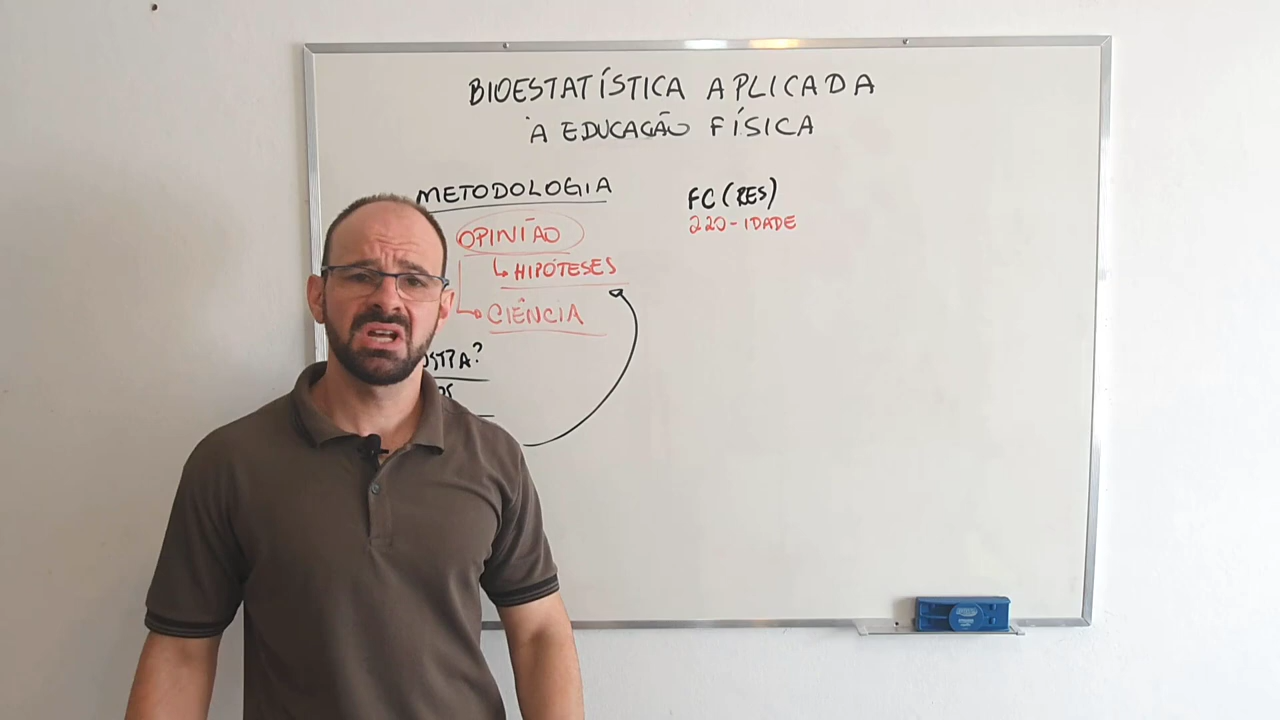 BIOESTATÍSTICA APLICADA
À EDUCAÇÃO FÍSICA
METODOLOGIA
OPINIÃO
HIPÓTESES
CIÊNCIA
FC (RES)
220 - IDADE